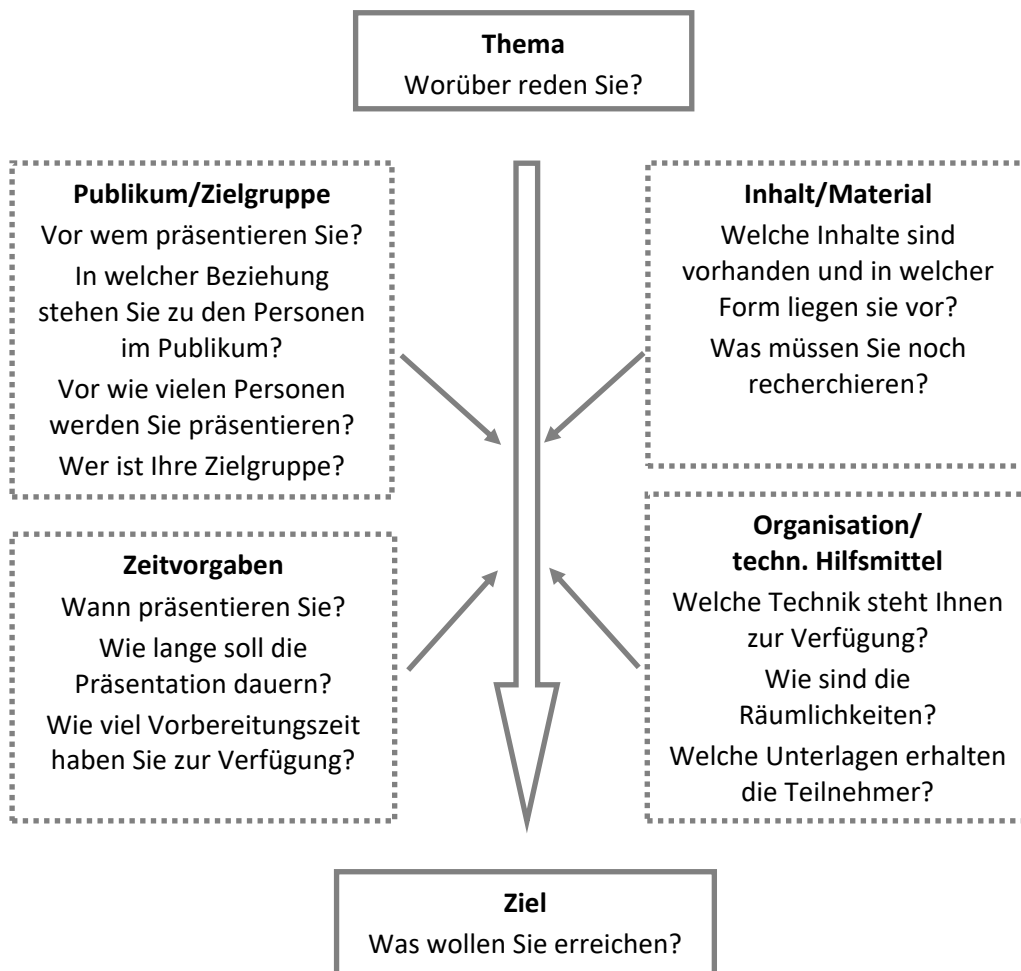 Thema
Worüber reden Sie?
Publikum/Zielgruppe
Vor wem präsentieren Sie?
In welcher Beziehung
stehen Sie zu den Personen
im Publikum?
Vor wie vielen Personen
werden Sie präsentieren?
Wer ist Ihre Zielgruppe?
Inhalt/Material
Welche Inhalte sind
vorhanden und in welcher
Form liegen sie vor?
Was müssen Sie noch
recherchieren?
Zeitvorgaben
Wann präsentieren Sie?
Wie lange soll die
Präsentation dauern?
Wie viel Vorbereitungszeit
haben Sie zur Verfügung?
Organisation/
techn. Hilfsmittel
Welche Technik steht Ihnen
zur Verfügung?
Wie sind die
Räumlichkeiten?
Welche Unterlagen erhalten
die Teilnehmer?
Ziel
Was wollen Sie erreichen?